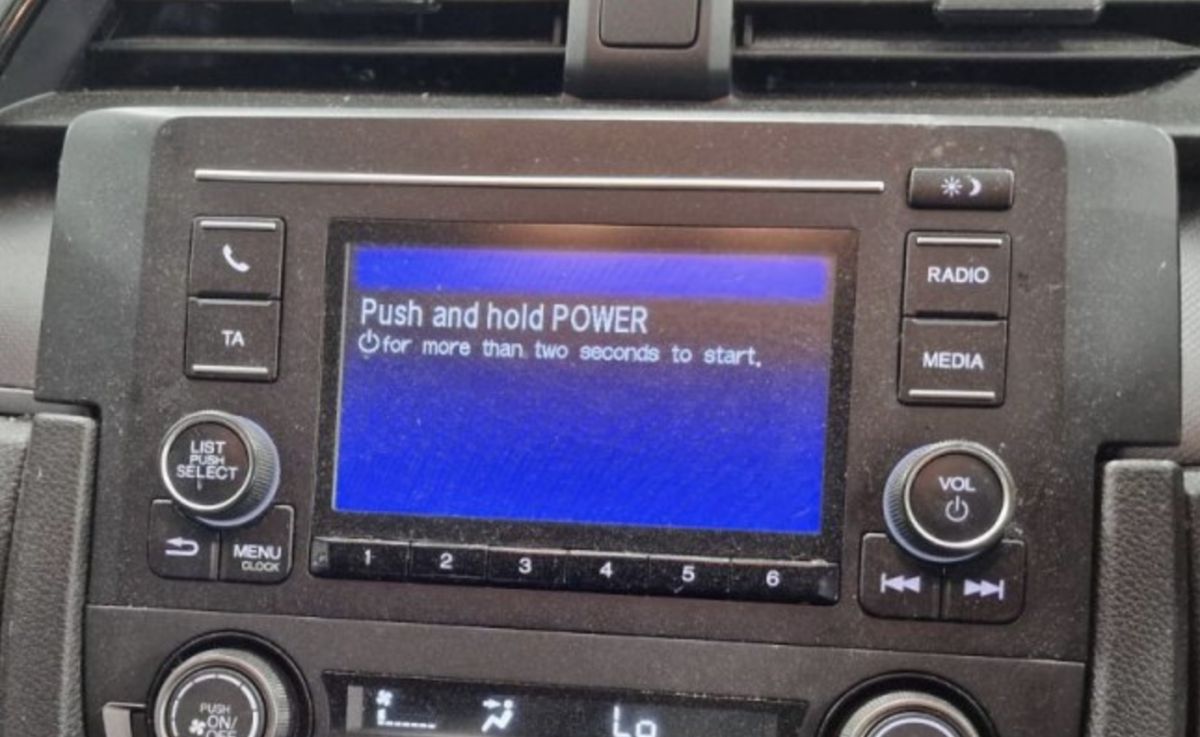 RADIO
TA
MEDIA
Push and hold POWER
for more than two seconds to start.
LIST
PUSH
SELECT
VOL
MENU
CLOCK
1 2 3 4 5 6
PUSH
ON/
OFF
Lo